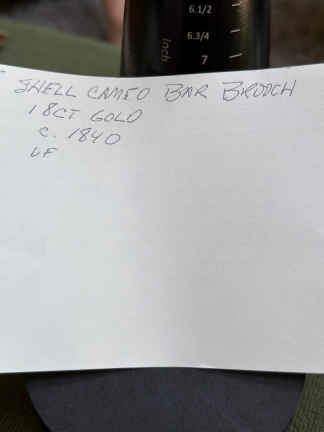 6.1/2
6.3/4
7
Inch
SHELL CAMEO BAR BROOCH
18CT GOLD
C. 1840
VF